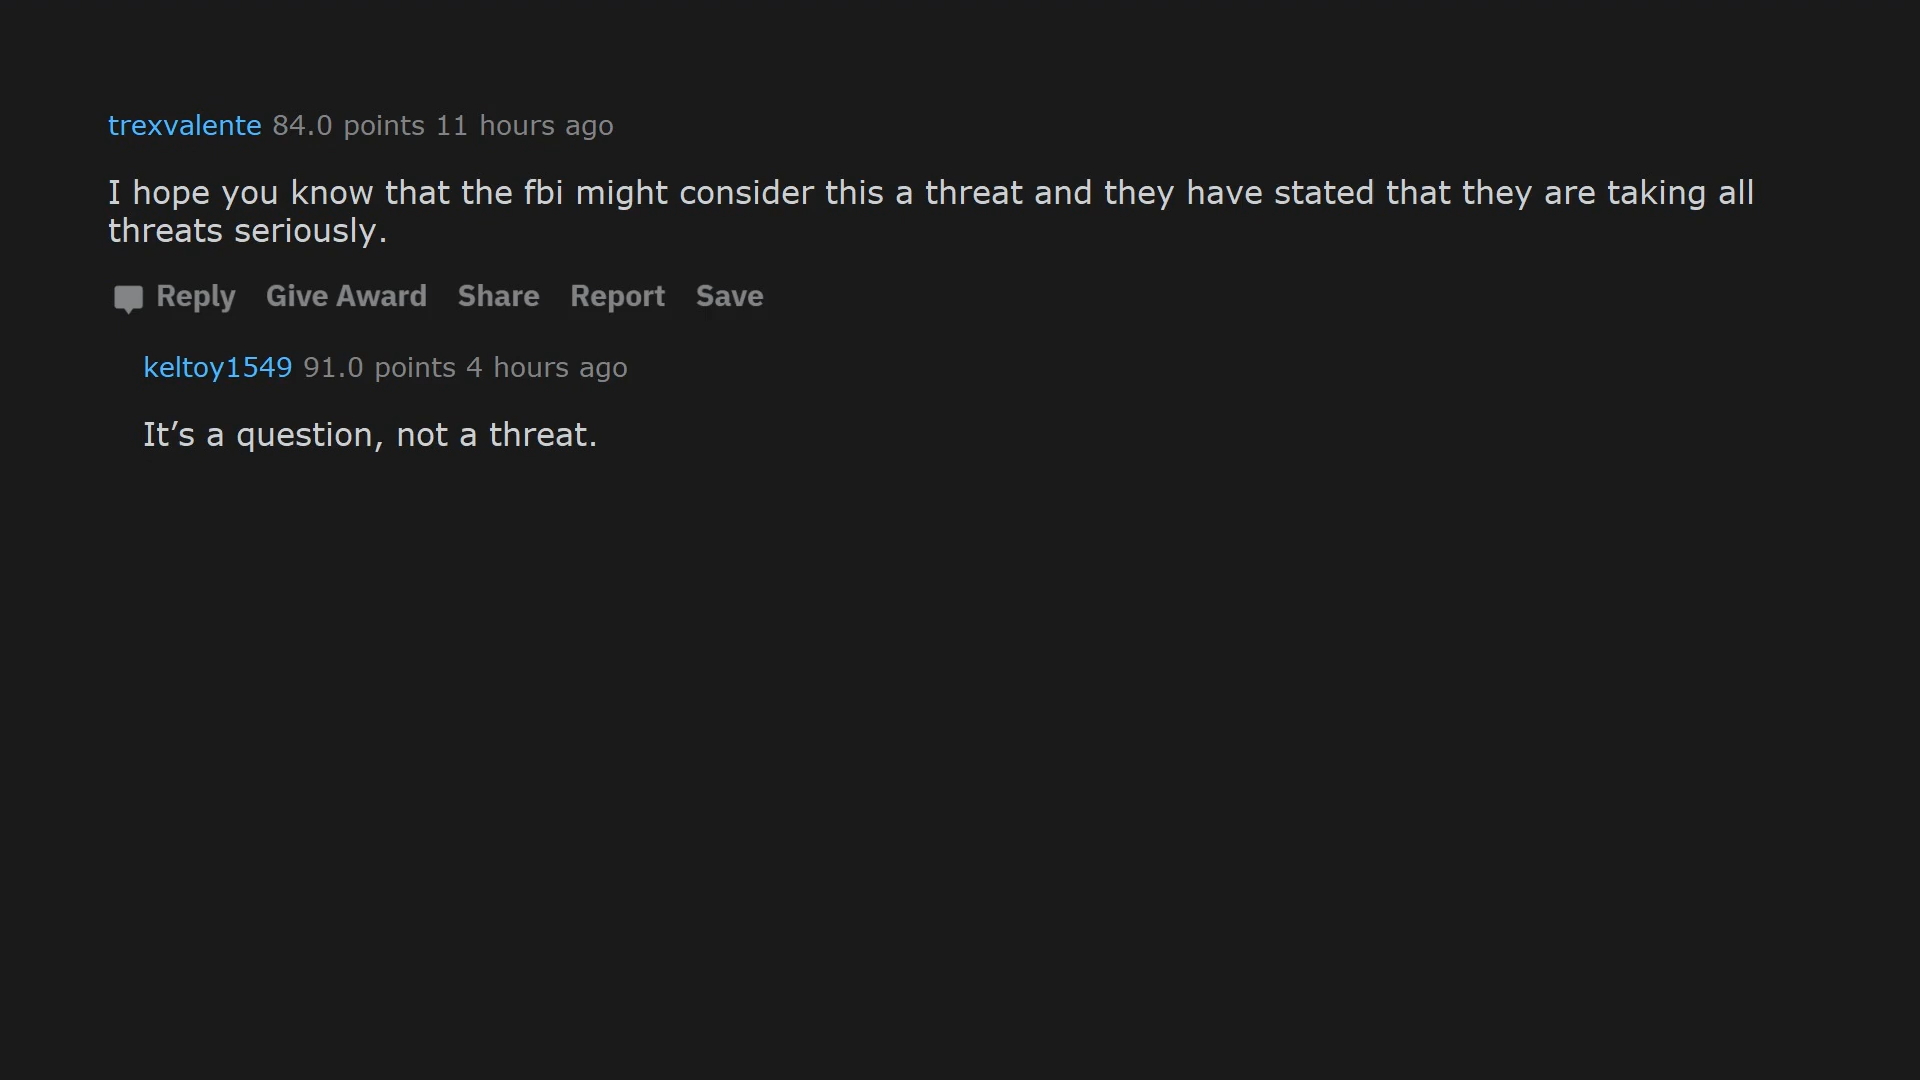 trexvalente 84.0 points 11 hours ago
I hope you know that the fbi might consider this a threat and they have stated that they are taking all
threats seriously.
Reply Give Award Share Report Save
keltoy1549 91.0 points 4 hours ago
It’s a question, not a threat.